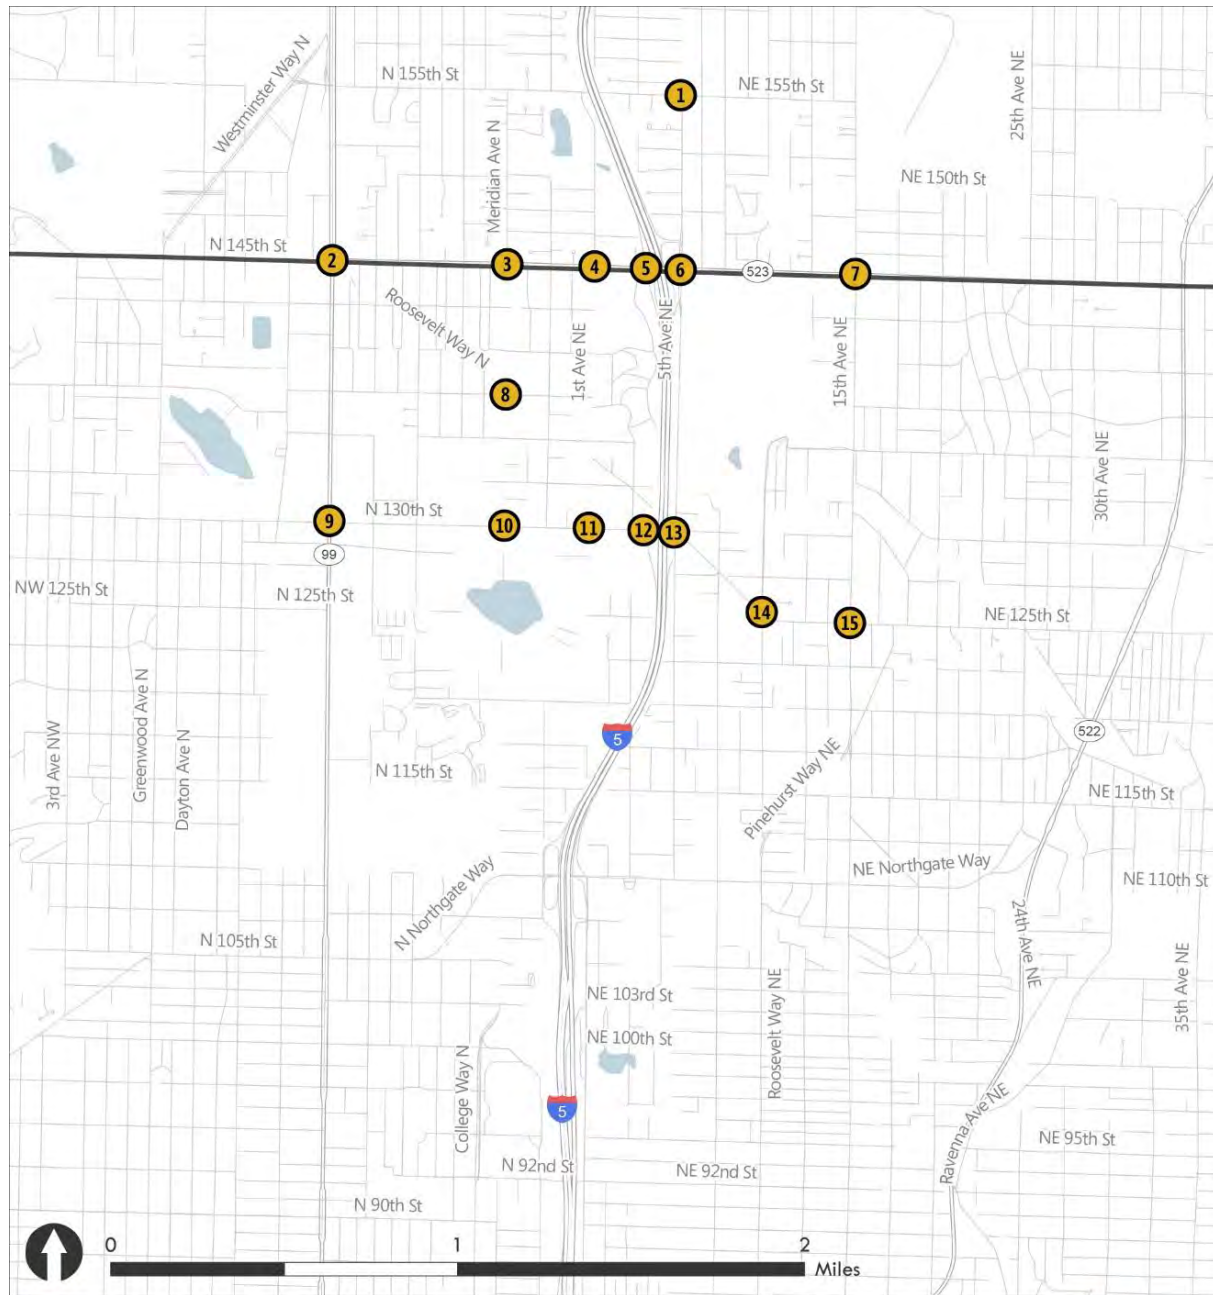 N 155th St
NE 155th St
25th Ave NE
Westminster Way N
1
Meridian Ave N
NE 150th St
N 145th St
2
3
4
5
6
523
7
Roosevelt Way N
1st Ave NE
5th Ave NE
15th Ave NE
8
30th Ave NE
N 130th St
9
10
11
12
13
99
NW 125th St
N 125th St
14
15
NE 125th St
3rd Ave NW
Greenwood Ave N
Dayton Ave N
5
522
N 115th St
Pinehurst Way NE
NE 115th St
N Northgate Way
NE Northgate Way
NE 110th St
N 105th St
24th Ave NE
35th Ave NE
NE 103rd St
NE 100th St
Roosevelt Way NE
College Way N
5
Ravenna Ave NE
NE 95th St
N 92nd St
NE 92nd St
N 90th St
0
1
2
Miles